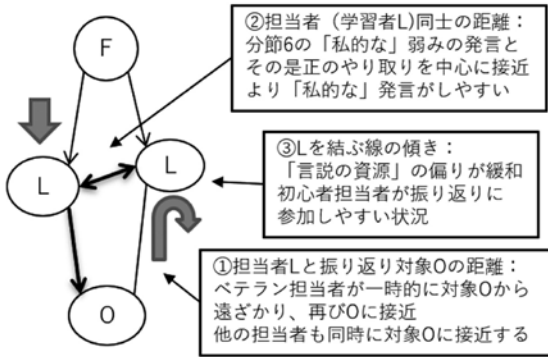 ②担当者（学習者L)同士の距離：
分節6の「私的な」弱みの発言と
その是正のやり取りを中心に接近
より「私的な」発言がしやすい
F
L
L
③Lを結ぶ線の傾き：
「言説の資源」の偏りが緩和
初心者担当者が振り返りに
参加しやすい状況
①担当者Lと振り返り対象Oの距離：
ベテラン担当者が一時的に対象Oから
遠ざかり、再びOに接近
他の担当者も同時に対象Oに接近する
O